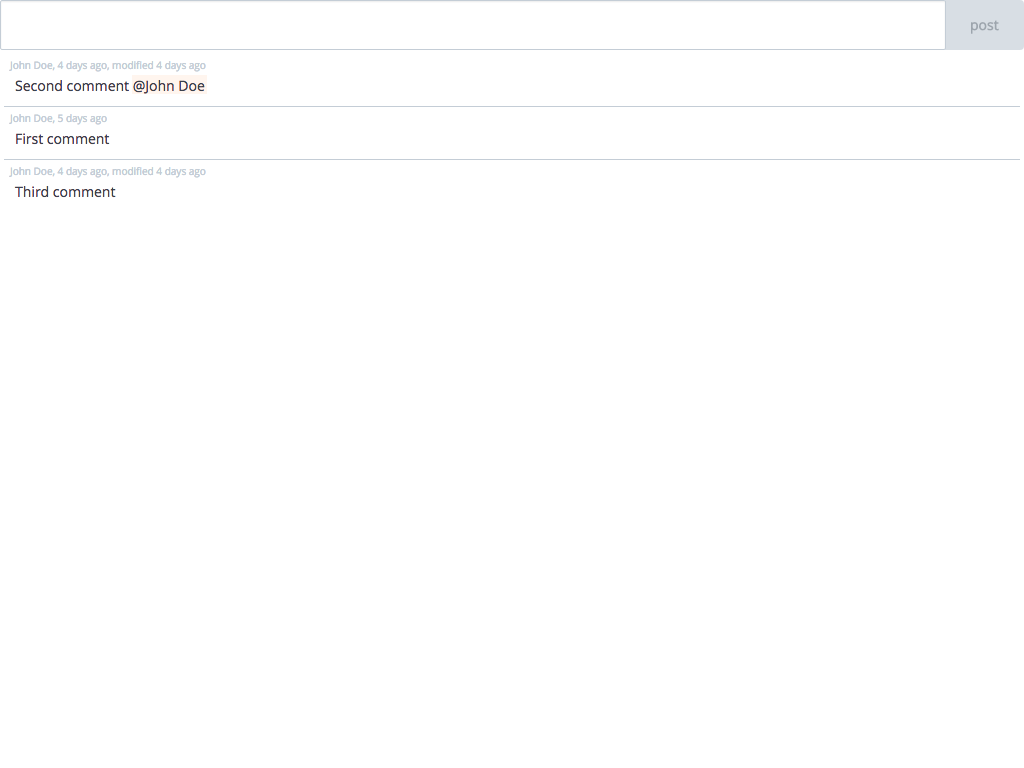 post
John Doe, 4 days ago, modified 4 days ago
Second comment @John Doe
John Doe, 5 days ago
First comment
John Doe, 4 days ago, modified 4 days ago
Third comment